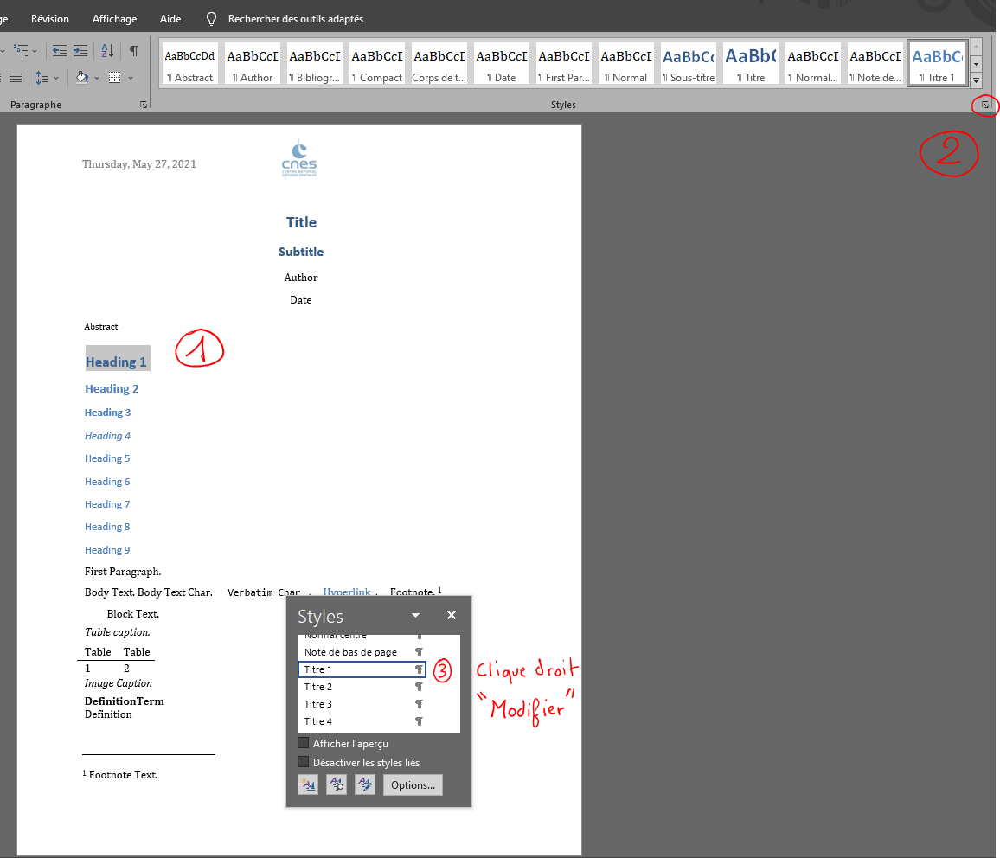 ge Révision Affichage Aide Rechercher des outils adaptés
AaBbCcDd AaBbCcI AaBbCcI AaBbCcI AaBbCcI AaBbCcI AaBbCcI AaBbCcI AaBbCc AaBb( AaBbCcI AaBbCcI AaBbC
¶ Abstract ¶ Author ¶ Bibliogr... ¶ Compact Corps de t... ¶ Date ¶ First Par... ¶ Normal ¶ Sous-titre ¶ Titre ¶ Normal... ¶ Note de... ¶ Titre 1
Paragraphe Styles
2
Thursday, May 27, 2021
cnes
CENTRE NATIONAL
D'ÉTUDES SPATIALES
Title
Subtitle
Author
Date
Abstract
1
Heading 1
Heading 2
Heading 3
Heading 4
Heading 5
Heading 6
Heading 7
Heading 8
Heading 9
First Paragraph.
Body Text. Body Text Char. Verbatim Char . Hyperlink . Footnote. 1
Block Text.
Table caption.
Table Table
1 2
Image Caption
DefinitionTerm
Definition
1 Footnote Text.
Styles
Normal centré
Note de bas de page ¶
Titre 1 ¶
Titre 2 ¶
Titre 3 ¶
Titre 4 ¶
Afficher l'aperçu
Désactiver les styles liés
Options...
3 Clique droit
"Modifier"